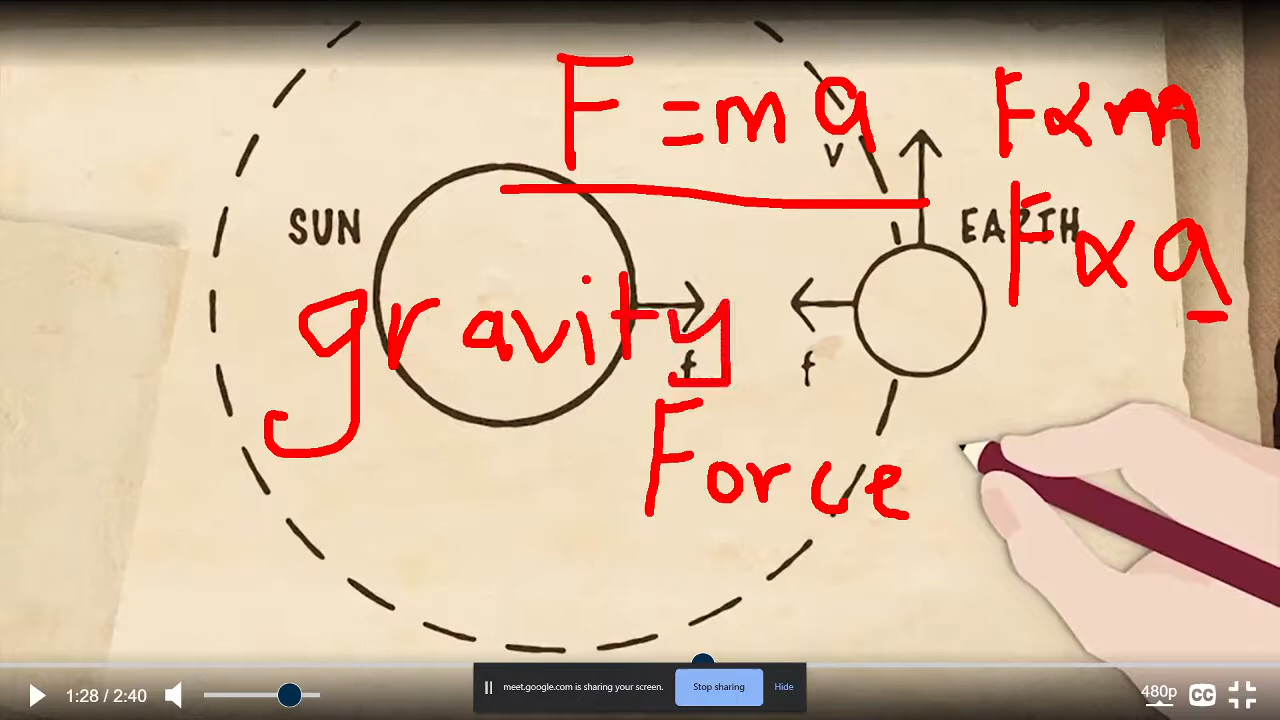 F = m a
F α m
v
SUN
EARTH
F α a
gravity
f
f
Force
1:28 / 2:40
meet.google.com is sharing your screen.
Stop sharing
Hide
480p
CC